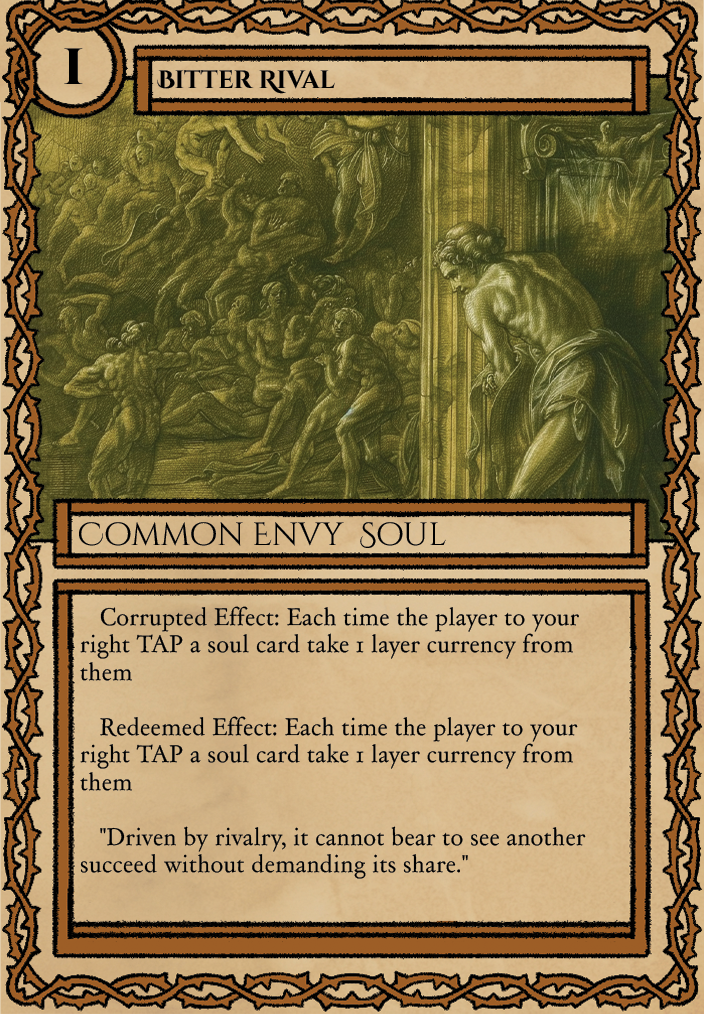 I
Bitter Rival
Common Envy Soul
Corrupted Effect: Each time the player to your
right TAP a soul card take 1 layer currency from
them
Redeemed Effect: Each time the player to your
right TAP a soul card take 1 layer currency from
them
"Driven by rivalry, it cannot bear to see another
succeed without demanding its share."